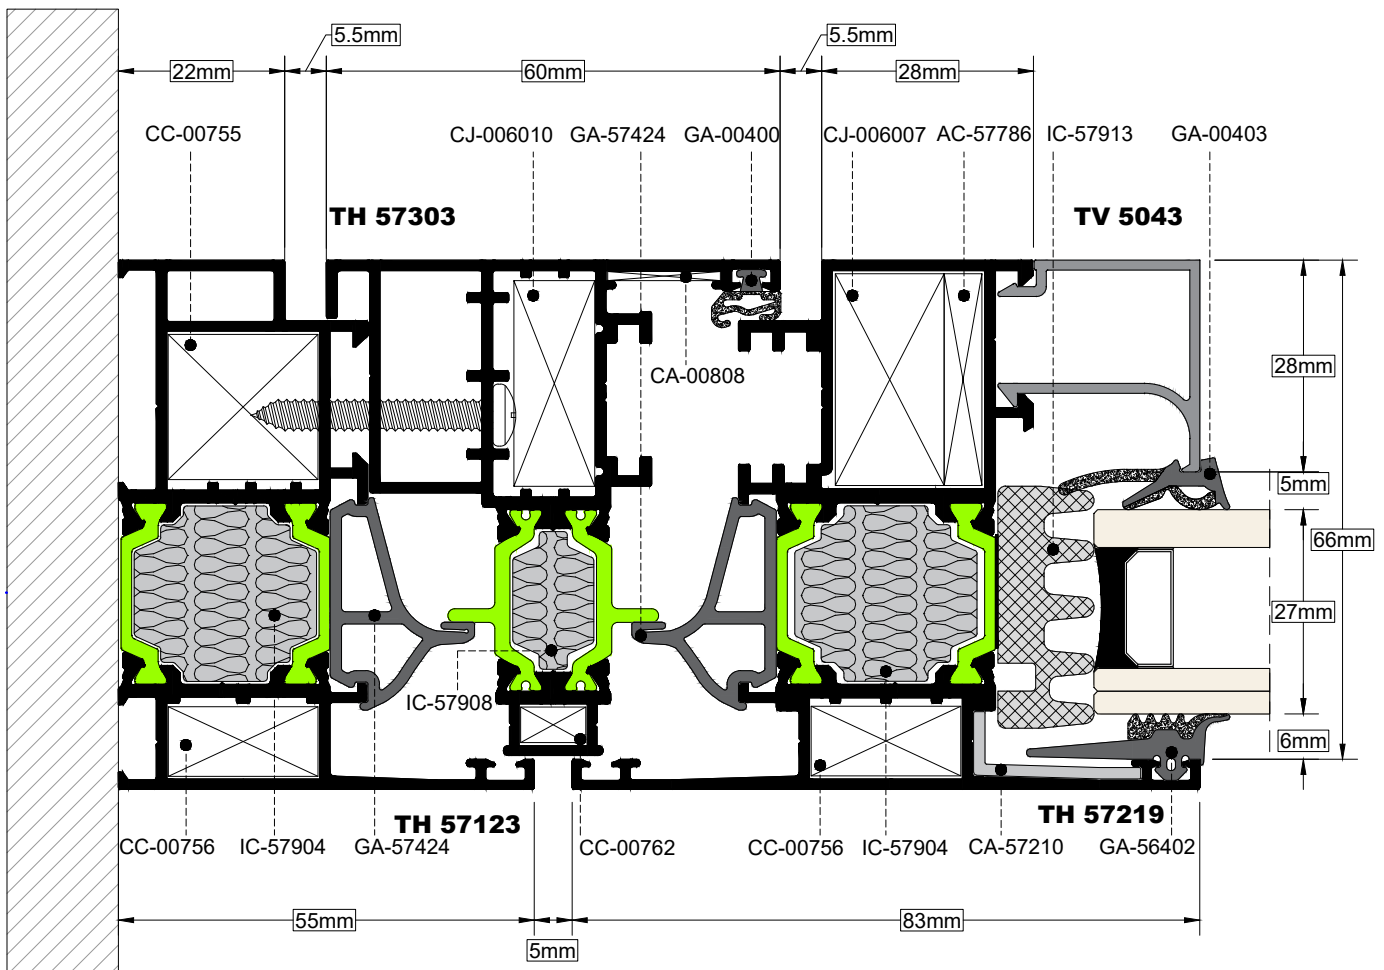 5.5mm
5.5mm
22mm
60mm
28mm
CC-00755
CJ-006010
GA-57424
GA-00400
CJ-006007
AC-57786
IC-57913
GA-00403
TH 57303
TV 5043
28mm
CA-00808
5mm
66mm
27mm
IC-57908
6mm
TH 57123
TH 57219
CC-00756
IC-57904
GA-57424
CC-00762
CC-00756
IC-57904
CA-57210
GA-56402
55mm
83mm
5mm